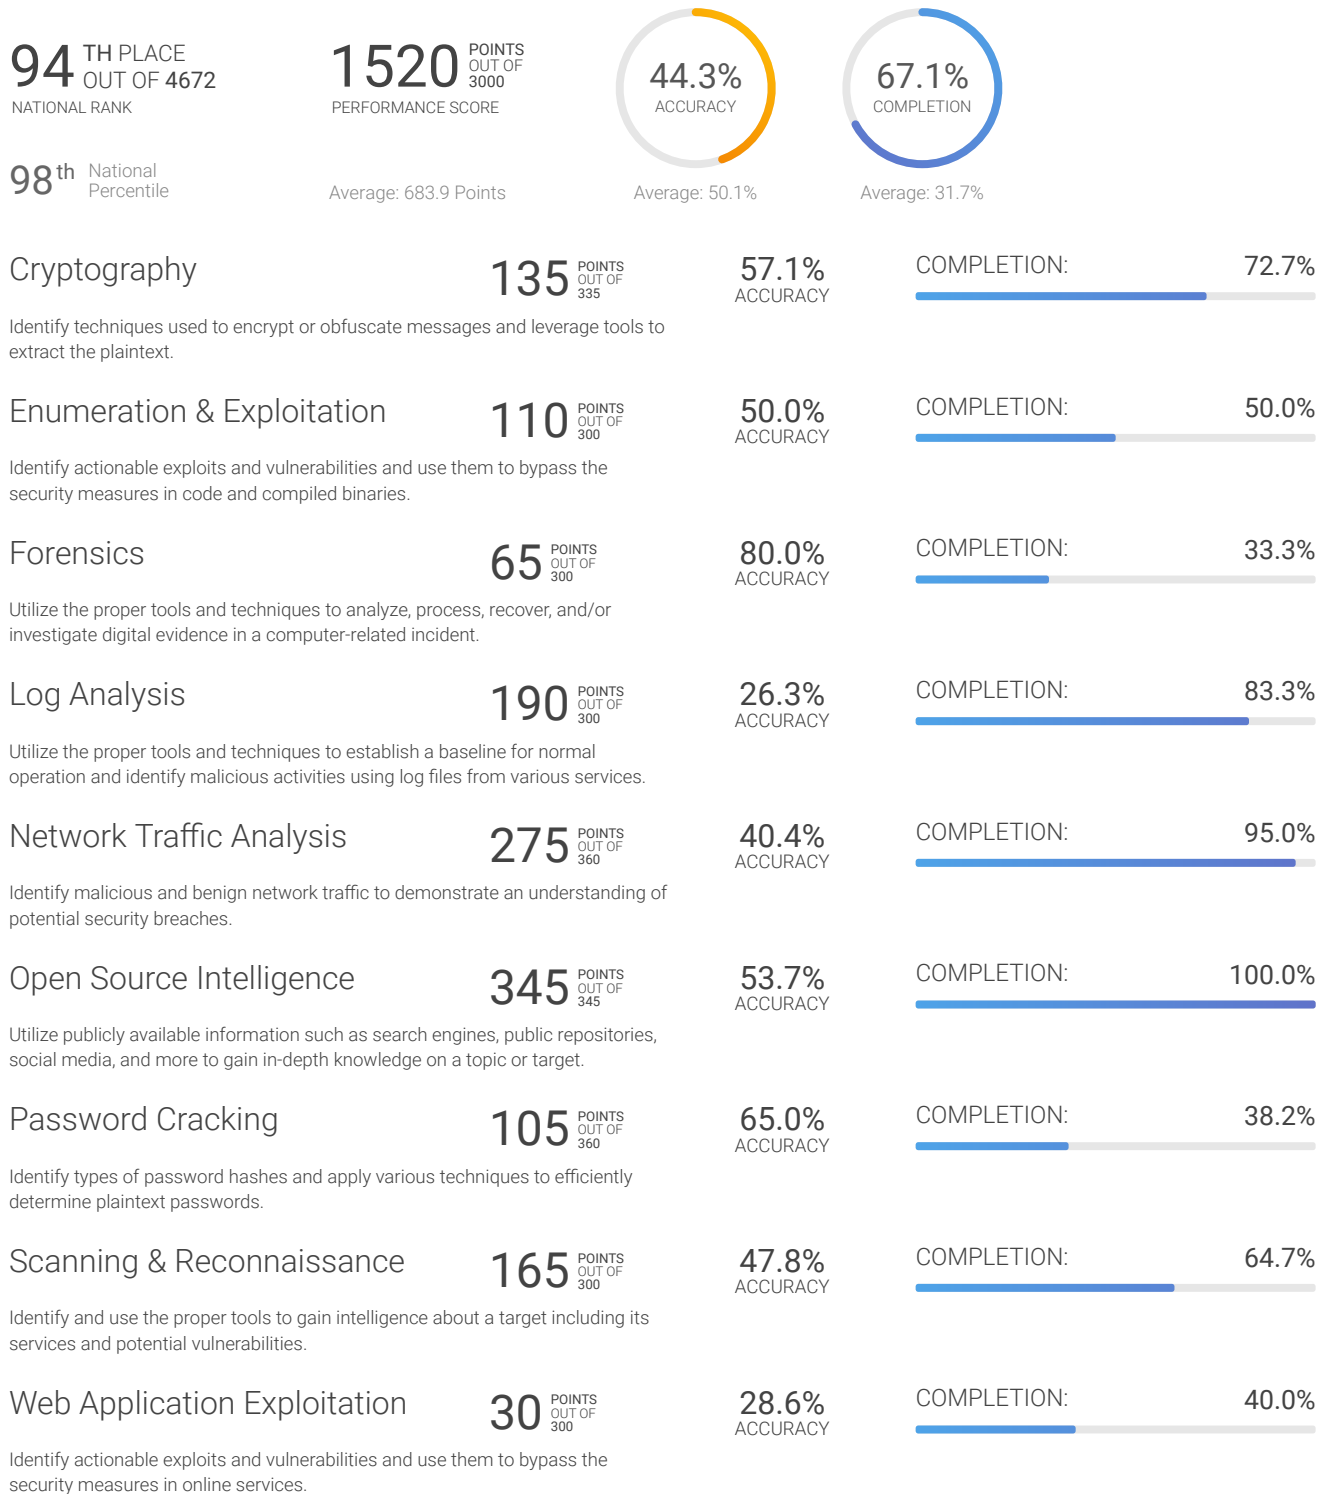 94 TH PLACE
OUT OF 4672
NATIONAL RANK
98th National
Percentile
1520 POINTS
OUT OF
3000
PERFORMANCE SCORE
Average: 683.9 Points
44.3%
ACCURACY
Average: 50.1%
67.1%
COMPLETION
Average: 31.7%
Cryptography
135 POINTS
OUT OF
335
57.1%
ACCURACY
COMPLETION: 72.7%
Identify techniques used to encrypt or obfuscate messages and leverage tools to
extract the plaintext.
Enumeration & Exploitation
110 POINTS
OUT OF
300
50.0%
ACCURACY
COMPLETION: 50.0%
Identify actionable exploits and vulnerabilities and use them to bypass the
security measures in code and compiled binaries.
Forensics
65 POINTS
OUT OF
300
80.0%
ACCURACY
COMPLETION: 33.3%
Utilize the proper tools and techniques to analyze, process, recover, and/or
investigate digital evidence in a computer-related incident.
Log Analysis
190 POINTS
OUT OF
300
26.3%
ACCURACY
COMPLETION: 83.3%
Utilize the proper tools and techniques to establish a baseline for normal
operation and identify malicious activities using log files from various services.
Network Traffic Analysis
275 POINTS
OUT OF
360
40.4%
ACCURACY
COMPLETION: 95.0%
Identify malicious and benign network traffic to demonstrate an understanding of
potential security breaches.
Open Source Intelligence
345 POINTS
OUT OF
345
53.7%
ACCURACY
COMPLETION: 100.0%
Utilize publicly available information such as search engines, public repositories,
social media, and more to gain in-depth knowledge on a topic or target.
Password Cracking
105 POINTS
OUT OF
360
65.0%
ACCURACY
COMPLETION: 38.2%
Identify types of password hashes and apply various techniques to efficiently
determine plaintext passwords.
Scanning & Reconnaissance
165 POINTS
OUT OF
300
47.8%
ACCURACY
COMPLETION: 64.7%
Identify and use the proper tools to gain intelligence about a target including its
services and potential vulnerabilities.
Web Application Exploitation
30 POINTS
OUT OF
300
28.6%
ACCURACY
COMPLETION: 40.0%
Identify actionable exploits and vulnerabilities and use them to bypass the
security measures in online services.